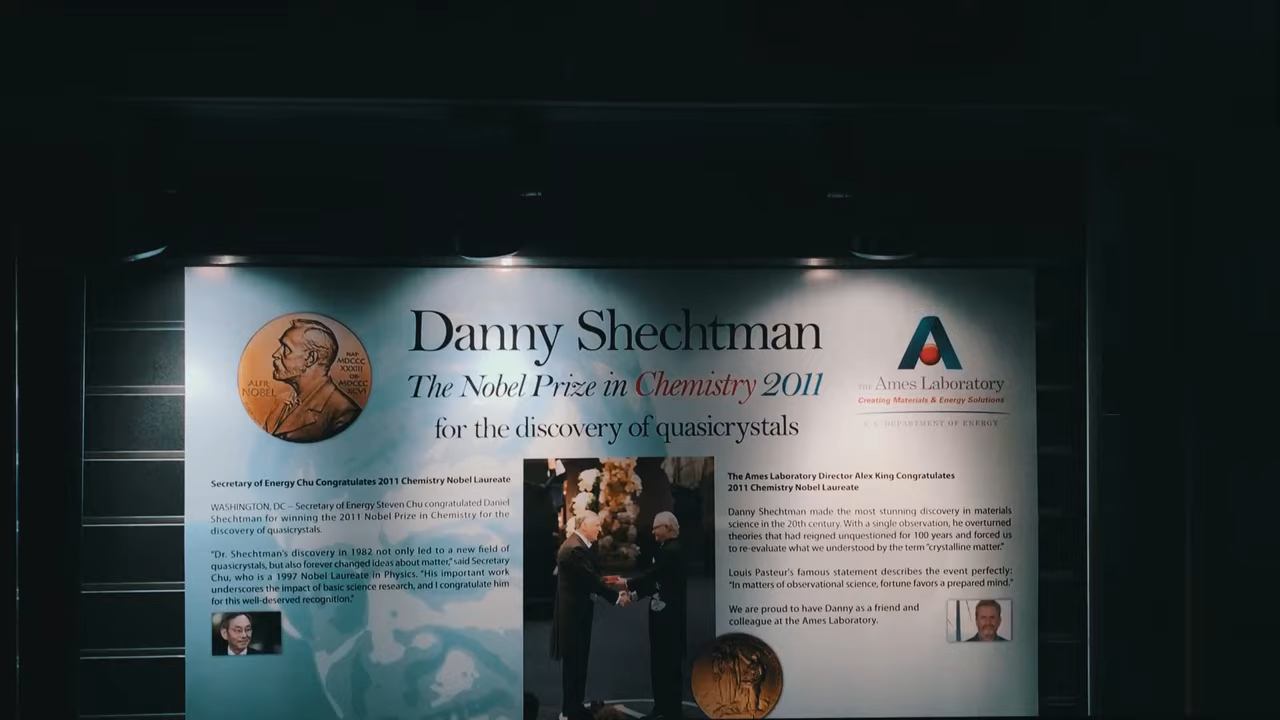 Danny Shechtman
The Nobel Prize in Chemistry 2011
for the discovery of quasicrystals
ALFR
NOBEL
NAT
MDCCC
XXXIII
OB
MDCCC
XCVI
THE Ames Laboratory
Creating Materials & Energy Solutions
U.S. DEPARTMENT OF ENERGY
Secretary of Energy Chu Congratulates 2011 Chemistry Nobel Laureate
WASHINGTON, DC – Secretary of Energy Steven Chu congratulated Daniel
Shechtman for winning the 2011 Nobel Prize in Chemistry for the
discovery of quasicrystals.
"Dr. Shechtman's discovery in 1982 not only led to a new field of
quasicrystals, but also forever changed ideas about matter," said Secretary
Chu, who is a 1997 Nobel Laureate in Physics. "His important work
underscores the impact of basic science research, and I congratulate him
for this well-deserved recognition."
The Ames Laboratory Director Alex King Congratulates
2011 Chemistry Nobel Laureate
Danny Shechtman made the most stunning discovery in materials
science in the 20th century. With a single observation, he overturned
theories that had reigned unquestioned for 100 years and forced us
to re-evaluate what we understood by the term "crystalline matter."
Louis Pasteur's famous statement describes the event perfectly:
"In matters of observational science, fortune favors a prepared mind."
We are proud to have Danny as a friend and
colleague at the Ames Laboratory.